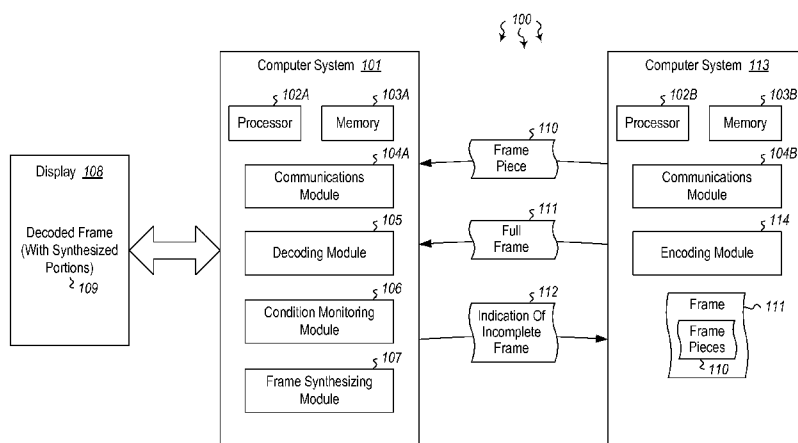 100
Computer System 101
102A
103A
Processor
Memory
104A
Communications
Module
105
Decoding Module
106
Condition Monitoring
Module
107
Frame Synthesizing
Module
Display 108
Decoded Frame
(With Synthesized
Portions)
109
110
Frame
Piece
111
Full
Frame
112
Indication Of
Incomplete
Frame
Computer System 113
102B
103B
Processor
Memory
104B
Communications
Module
114
Encoding Module
Frame
111
Frame
Pieces
110